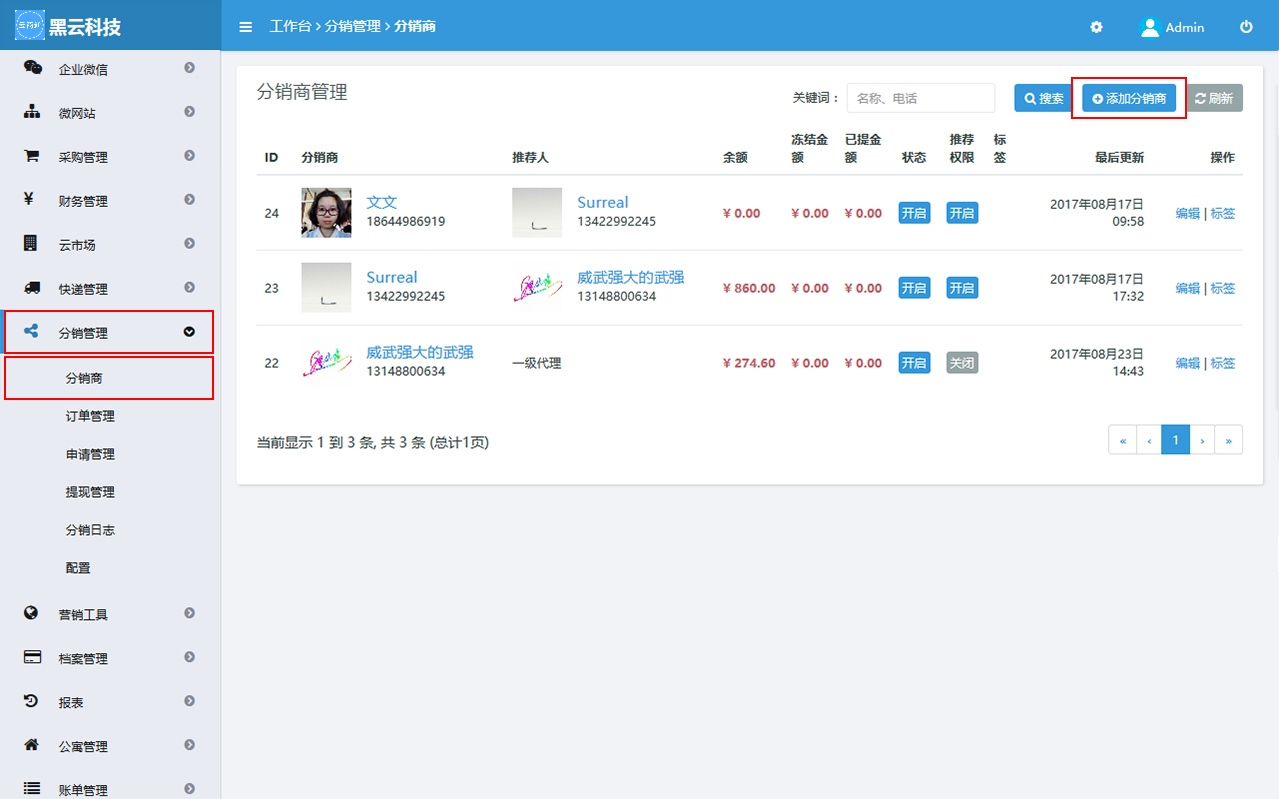 黑云科技
工作台 › 分销管理 › 分销商
Admin
企业微信
微网站
采购管理
¥ 财务管理
云市场
快递管理
分销管理
分销商
订单管理
申请管理
提现管理
分销日志
配置
营销工具
档案管理
报表
公寓管理
账单管理
分销商管理
关键词：
名称、电话
搜索
添加分销商
刷新
ID 分销商 推荐人 余额 冻结金额 已提金额 状态 推荐权限 标签 最后更新 操作
24 文文 18644986919 Surreal 13422992245 ¥ 0.00 ¥ 0.00 ¥ 0.00 开启 开启 2017年08月17日 09:58 编辑 | 标签
23 Surreal 13422992245 威武强大的武强 13148800634 ¥ 860.00 ¥ 0.00 ¥ 0.00 开启 开启 2017年08月17日 17:32 编辑 | 标签
22 威武强大的武强 13148800634 一级代理 ¥ 274.60 ¥ 0.00 ¥ 0.00 开启 关闭 2017年08月23日 14:43 编辑 | 标签
当前显示 1 到 3 条, 共 3 条 (总计1页)
« ‹ 1 › »